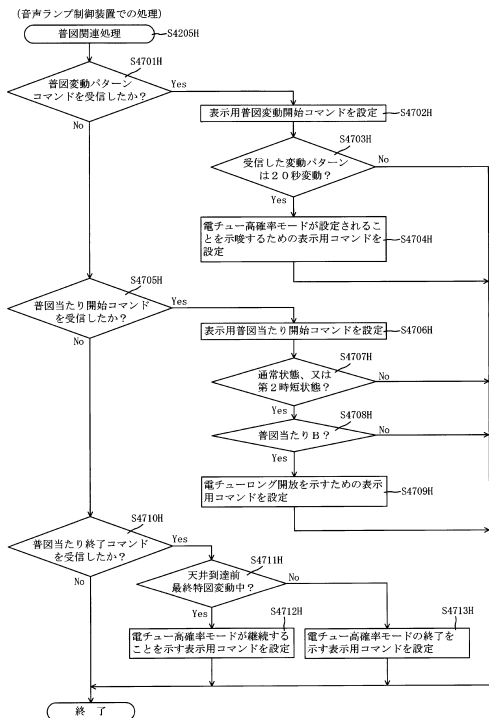 (音声ランプ制御装置での処理)
普図関連処理
S4205H
S4701H
普図変動パターン
コマンドを受信したか?
Yes
No
表示用普図変動開始コマンドを設定
S4702H
S4703H
受信した変動パターン
は20秒変動?
No
Yes
電チュー高確率モードが設定されるこ
とを示唆するための表示用コマンドを
設定
S4704H
S4705H
普図当たり開始コマンド
を受信したか?
Yes
No
表示用普図当たり開始コマンドを設定
S4706H
S4707H
通常状態、又は
第2時短状態?
No
Yes
S4708H
普図当たりB?
No
Yes
電チューロング開放を示すための表示
用コマンドを設定
S4709H
S4710H
普図当たり終了コマンド
を受信したか?
Yes
No
S4711H
天井到達前
最終特図変動中?
No
Yes
S4712H
電チュー高確率モードが継続する
ことを示す表示用コマンドを設定
S4713H
電チュー高確率モードの終了を
示す表示用コマンドを設定
終 了